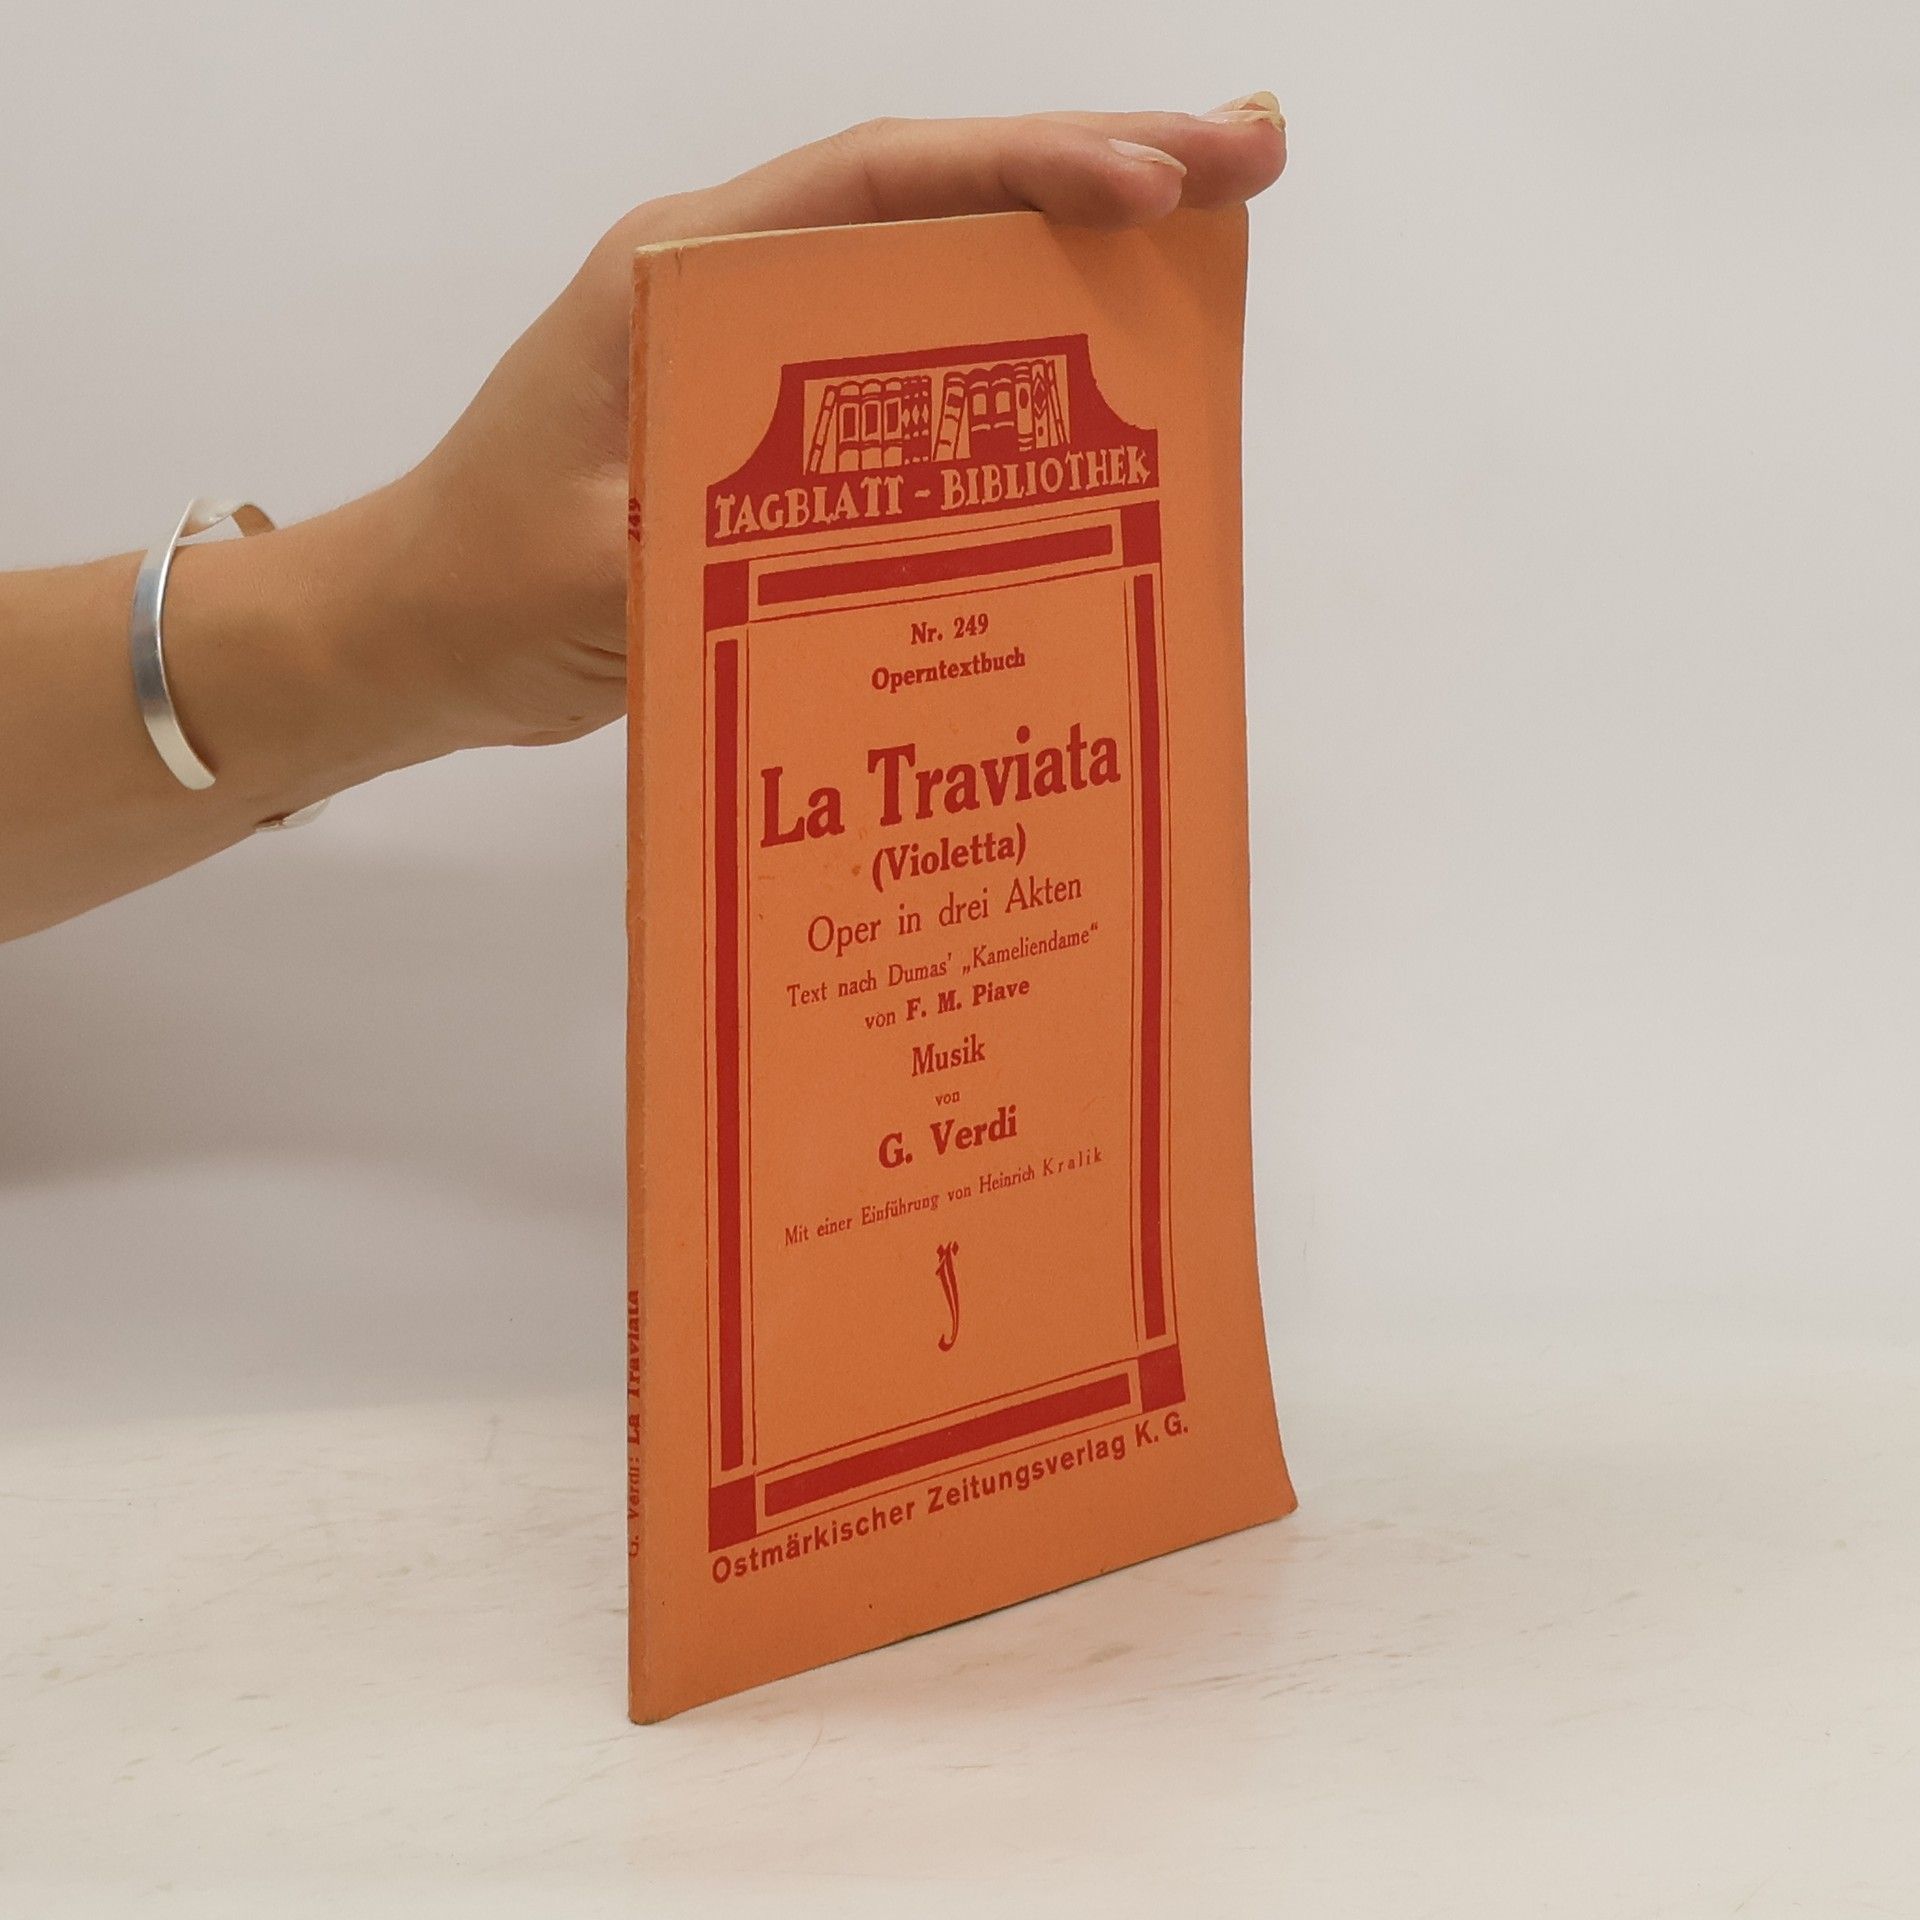 TAGBLATT - BIBLIOTHEK
Nr. 249
Operntextbuch
La Traviata
(Violetta)
Oper in drei Akten
Text nach Dumas' „Kameliendame“
von F. M. Piave
Musik
von
G. Verdi
Mit einer Einführung von Heinrich Kralik
Ostmärkischer Zeitungsverlag K. G.
249
G. Verdi: La Traviata